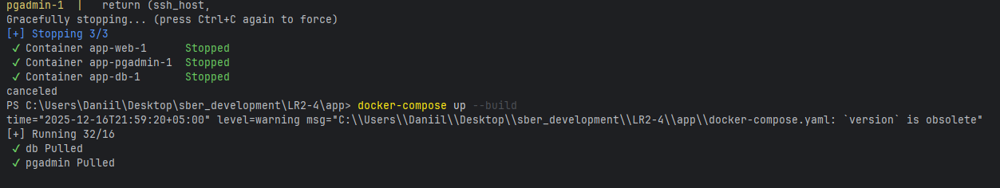 pgadmin-1  |   return (ssh_host,
Gracefully stopping... (press Ctrl+C again to force)
[+] Stopping 3/3
 ✓ Container app-web-1      Stopped
 ✓ Container app-pgadmin-1  Stopped
 ✓ Container app-db-1       Stopped
canceled
PS C:\Users\Daniil\Desktop\sber_development\LR2-4\app> docker-compose up --build
time="2025-12-16T21:59:20+05:00" level=warning msg="C:\\Users\\Daniil\\Desktop\\sber_development\\LR2-4\\app\\docker-compose.yaml: `version` is obsolete"
[+] Running 32/16
 ✓ db Pulled
 ✓ pgadmin Pulled